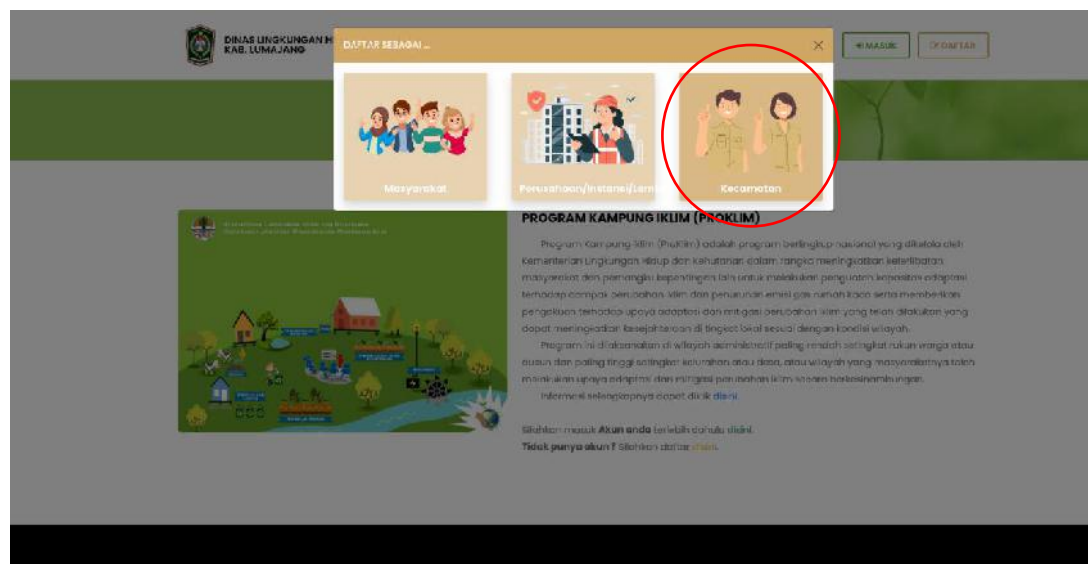 DINAS LINGKUNGAN H
KAB. LUMAJANG
DAFTAR SEBAGAI ...
MASUK
DAFTAR
Masyarakat
Perusahaan/Instansi/Lem
Kecamatan
PROGRAM KAMPUNG IKLIM (PROKLIM)
Program Kampung Iklim (ProKlim) adalah program berlingkup nasional yang dikelola oleh
Kementerian Lingkungan Hidup dan Kehutanan dalam rangka meningkatkan keterlibatan
masyarakat dan pemangku kepentingan lain untuk melakukan penguatan kapasitas adaptasi
terhadap dampak perubahan iklim dan penurunan emisi gas rumah kaca serta memberikan
pengakuan terhadap upaya adaptasi dan mitigasi perubahan iklim yang telah dilakukan yang
dapat meningkatkan kesejahteraan di tingkat lokal sesuai dengan kondisi wilayah.
Program ini dilaksanakan di wilayah administratif paling rendah setingkat rukun warga atau
dusun dan paling tinggi setingkat kelurahan atau desa, atau wilayah yang masyarakatnya telah
melakukan upaya adaptasi dan mitigasi perubahan iklim secara berkesinambungan.
Informasi selengkapnya dapat di klik disini.
Silahkan masuk Akun anda terlebih dahulu disini.
Tidak punya akun ? Silahkan daftar disini.